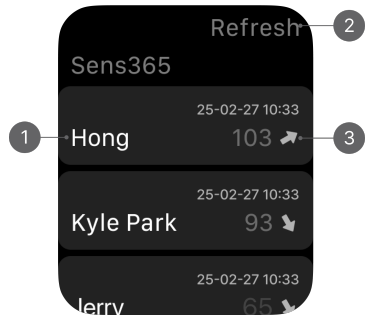 Refresh
2
Sens365
25-02-27 10:33
1
Hong
103
3
25-02-27 10:33
Kyle Park
93
25-02-27 10:33
Jerry
65